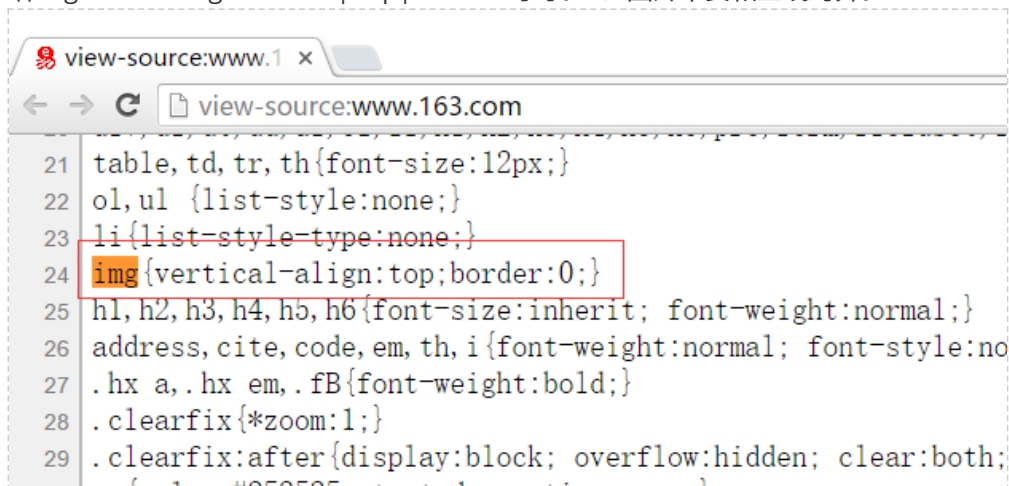 view-source:www.1 ×
view-source:www.163.com
21 table,td,tr,th{font-size:12px;}
22 ol,ul {list-style:none;}
23 li{list-style-type:none;}
24 img{vertical-align:top;border:0;}
25 h1,h2,h3,h4,h5,h6{font-size:inherit; font-weight:normal;}
26 address,cite,code,em,th,i{font-weight:normal; font-style:no
27 .hx a,.hx em,.fB{font-weight:bold;}
28 .clearfix{*zoom:1;}
29 .clearfix:after{display:block; overflow:hidden; clear:both;